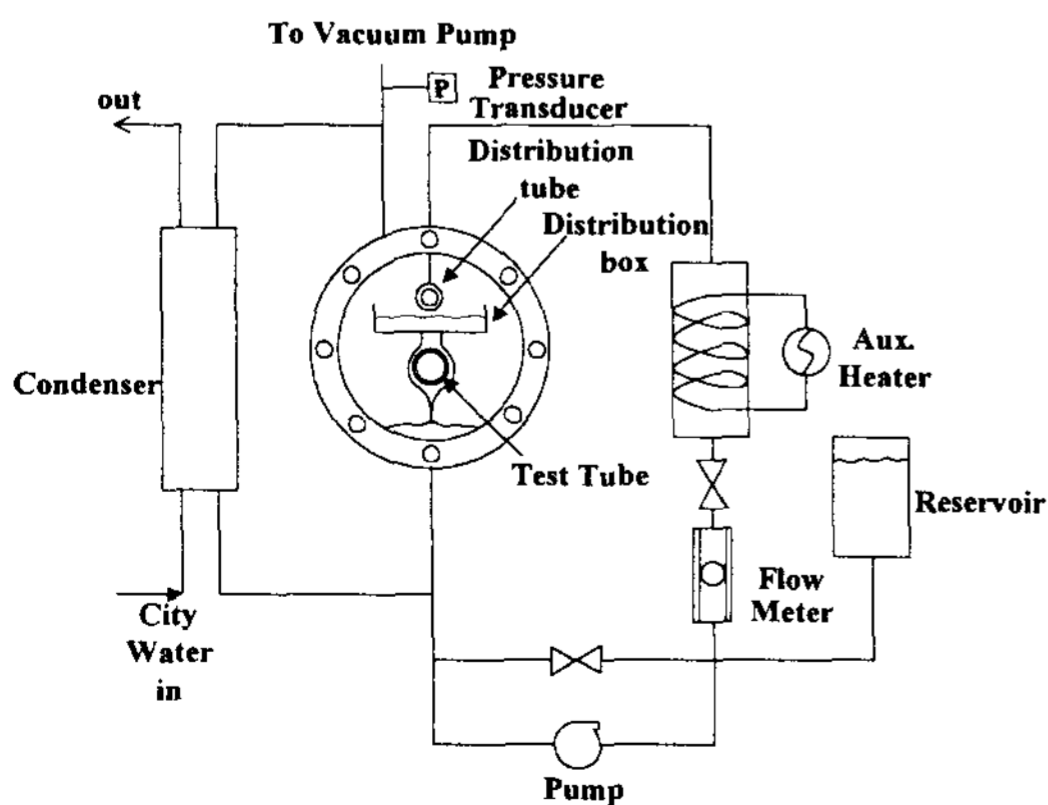 To Vacuum Pump
P
Pressure
Transducer
out
Distribution
tube
Distribution
box
Condenser
Aux.
Heater
Test Tube
Reservoir
Flow
Meter
City
Water
in
Pump